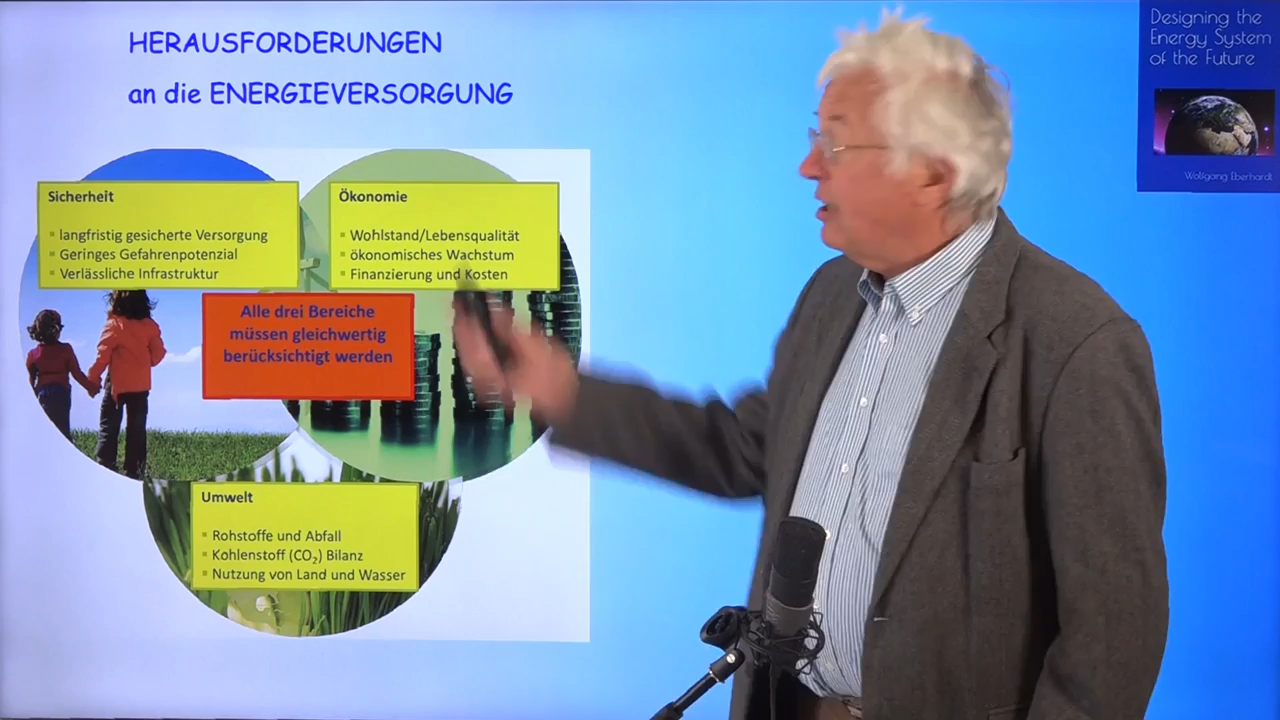 HERAUSFORDERUNGEN
an die ENERGIEVERSORGUNG
Sicherheit
langfristig gesicherte Versorgung
Geringes Gefahrenpotenzial
Verlässliche Infrastruktur
Ökonomie
Wohlstand/Lebensqualität
ökonomisches Wachstum
Finanzierung und Kosten
Alle drei Bereiche
müssen gleichwertig
berücksichtigt werden
Umwelt
Rohstoffe und Abfall
Kohlenstoff (CO₂) Bilanz
Nutzung von Land und Wasser
Designing the
Energy System
of the Future
Wolfgang Eberhardt